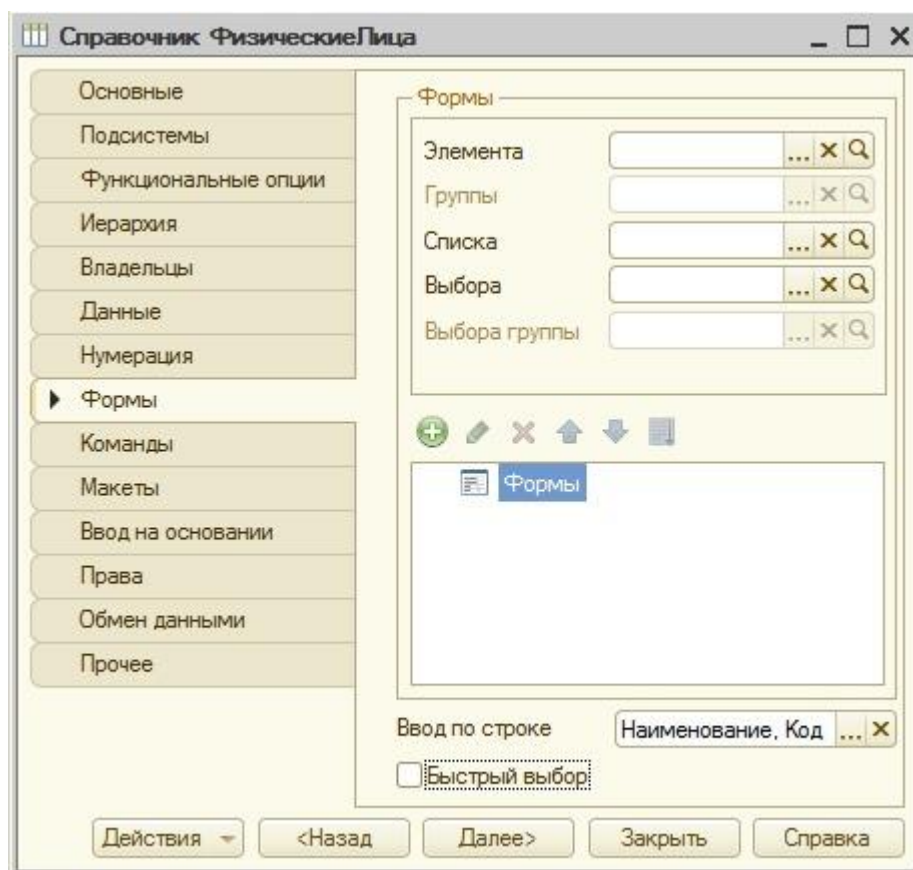 Справочник ФизическиеЛица
Основные
Подсистемы
Функциональные опции
Иерархия
Владельцы
Данные
Нумерация
Формы
Команды
Макеты
Ввод на основании
Права
Обмен данными
Прочее
Формы
Элемента ...
Группы ...
Списка ...
Выбора ...
Выбора группы ...
Формы
Ввод по строке Наименование, Код ...
Быстрый выбор
Действия <Назад Далее> Закрыть Справка